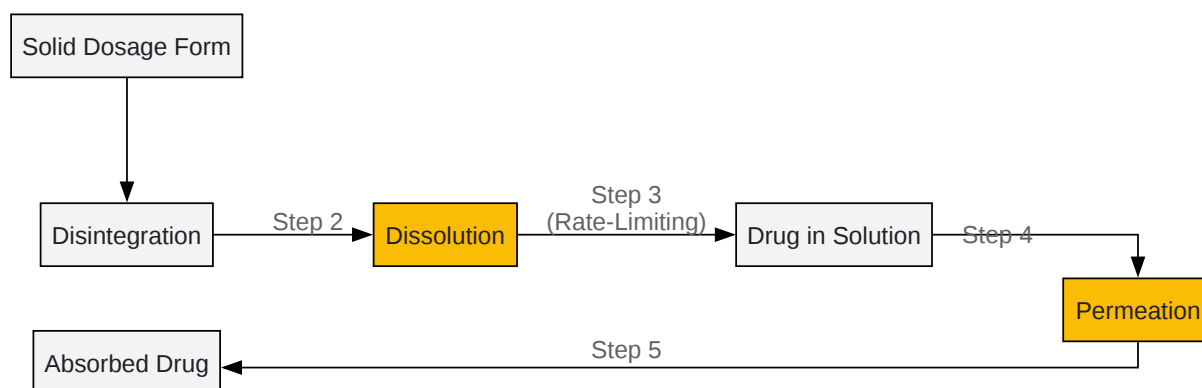 Solid Dosage Form
Disintegration
Step 2
Dissolution
Step 3
(Rate-Limiting)
Drug in Solution
Step 4
Permeation
Step 5
Absorbed Drug